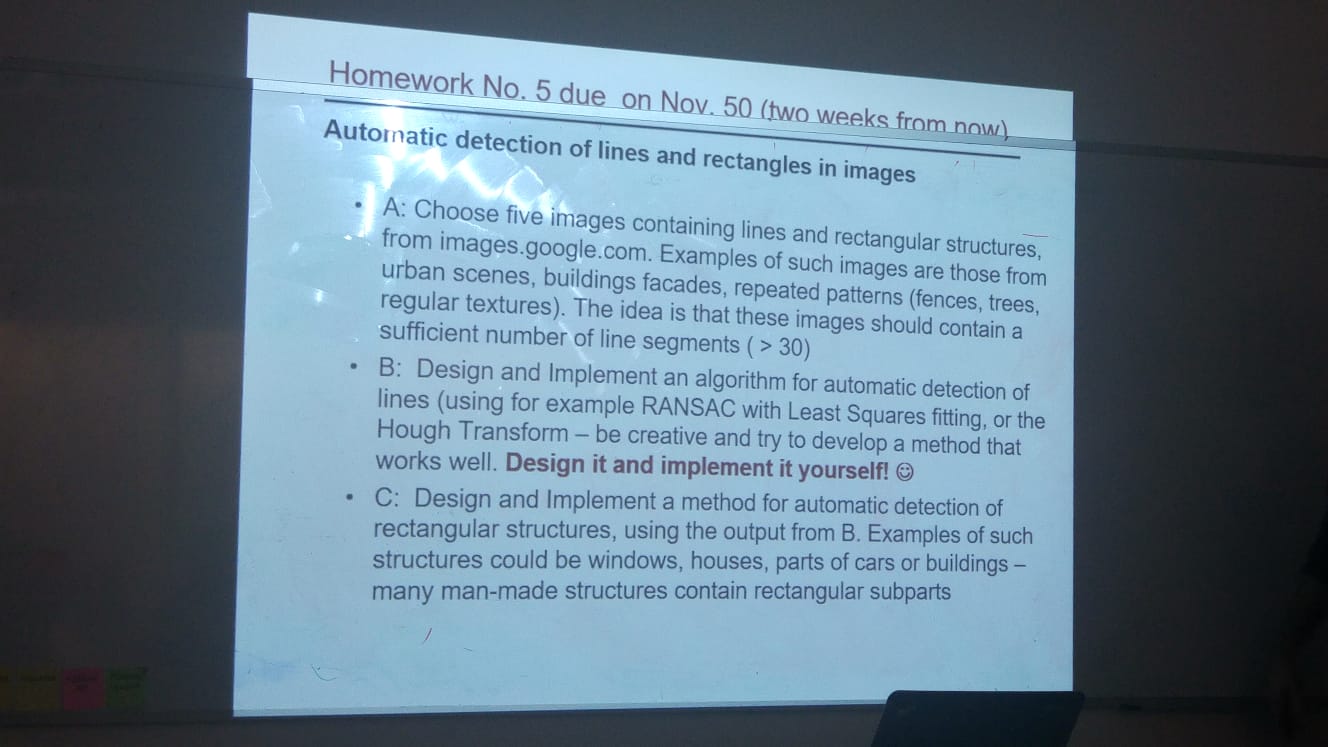 Homework No. 5 due on Nov. 50 (two weeks from now)
Automatic detection of lines and rectangles in images
• A: Choose five images containing lines and rectangular structures,
from images.google.com. Examples of such images are those from
urban scenes, buildings facades, repeated patterns (fences, trees,
regular textures). The idea is that these images should contain a
sufficient number of line segments ( > 30)
• B: Design and Implement an algorithm for automatic detection of
lines (using for example RANSAC with Least Squares fitting, or the
Hough Transform – be creative and try to develop a method that
works well. Design it and implement it yourself! ☺
• C: Design and Implement a method for automatic detection of
rectangular structures, using the output from B. Examples of such
structures could be windows, houses, parts of cars or buildings –
many man-made structures contain rectangular subparts